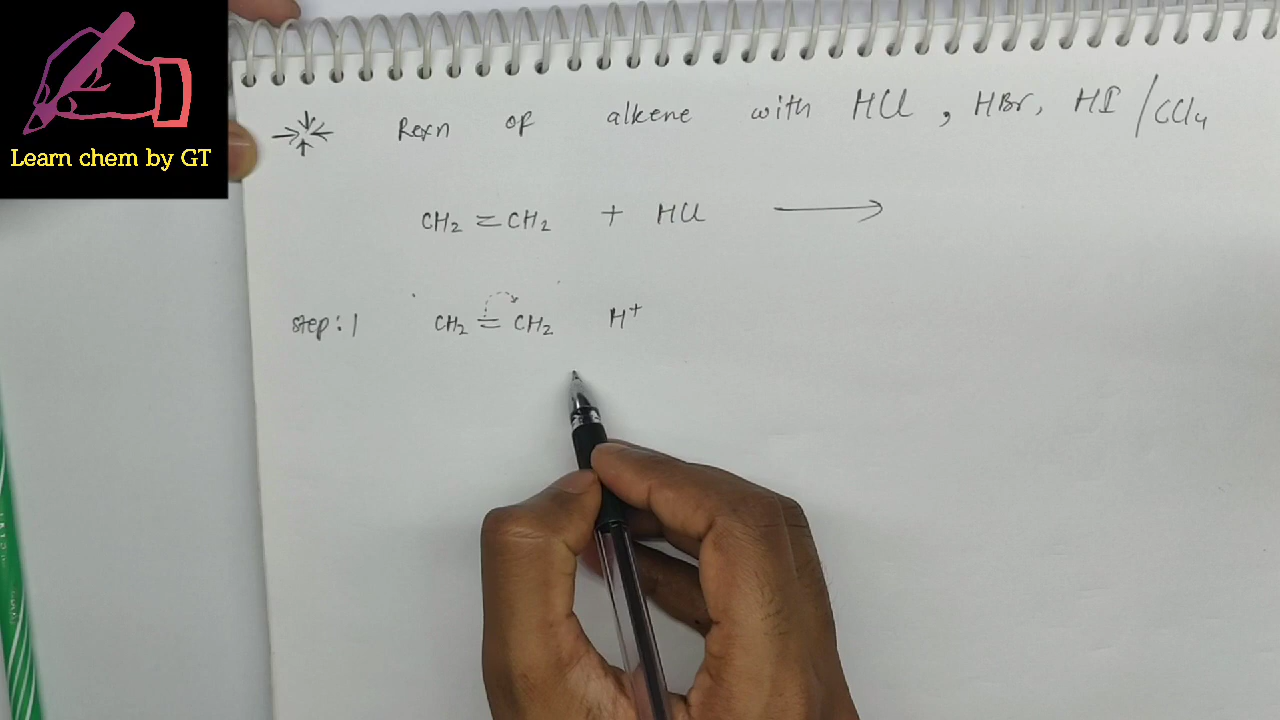 Learn chem by GT
Rexn of alkene with HCl, HBr, HI / CCl4
CH2 = CH2 + HCl ⟶
step: 1 CH2 = CH2 H+